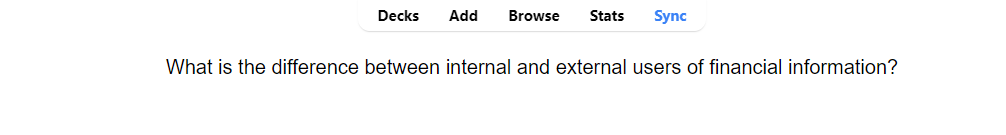 Decks Add Browse Stats Sync
What is the difference between internal and external users of financial information?